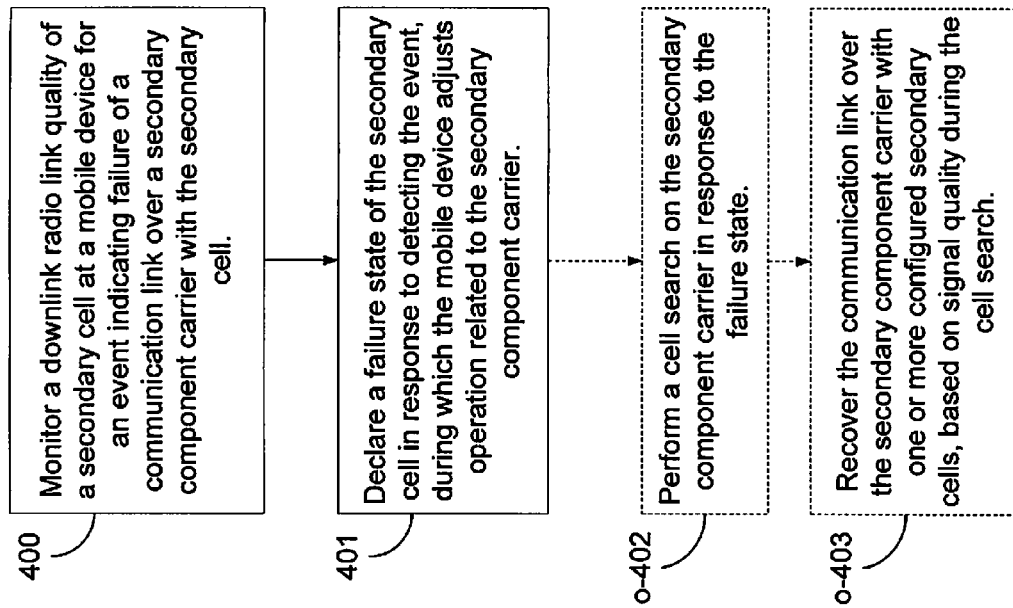 400
Monitor a downlink radio link quality of
a secondary cell at a mobile device for
an event indicating failure of a
communication link over a secondary
component carrier with the secondary
cell.
401
Declare a failure state of the secondary
cell in response to detecting the event,
during which the mobile device adjusts
operation related to the secondary
component carrier.
o-402
Perform a cell search on the secondary
component carrier in response to the
failure state.
o-403
Recover the communication link over
the secondary component carrier with
one or more configured secondary
cells, based on signal quality during the
cell search.